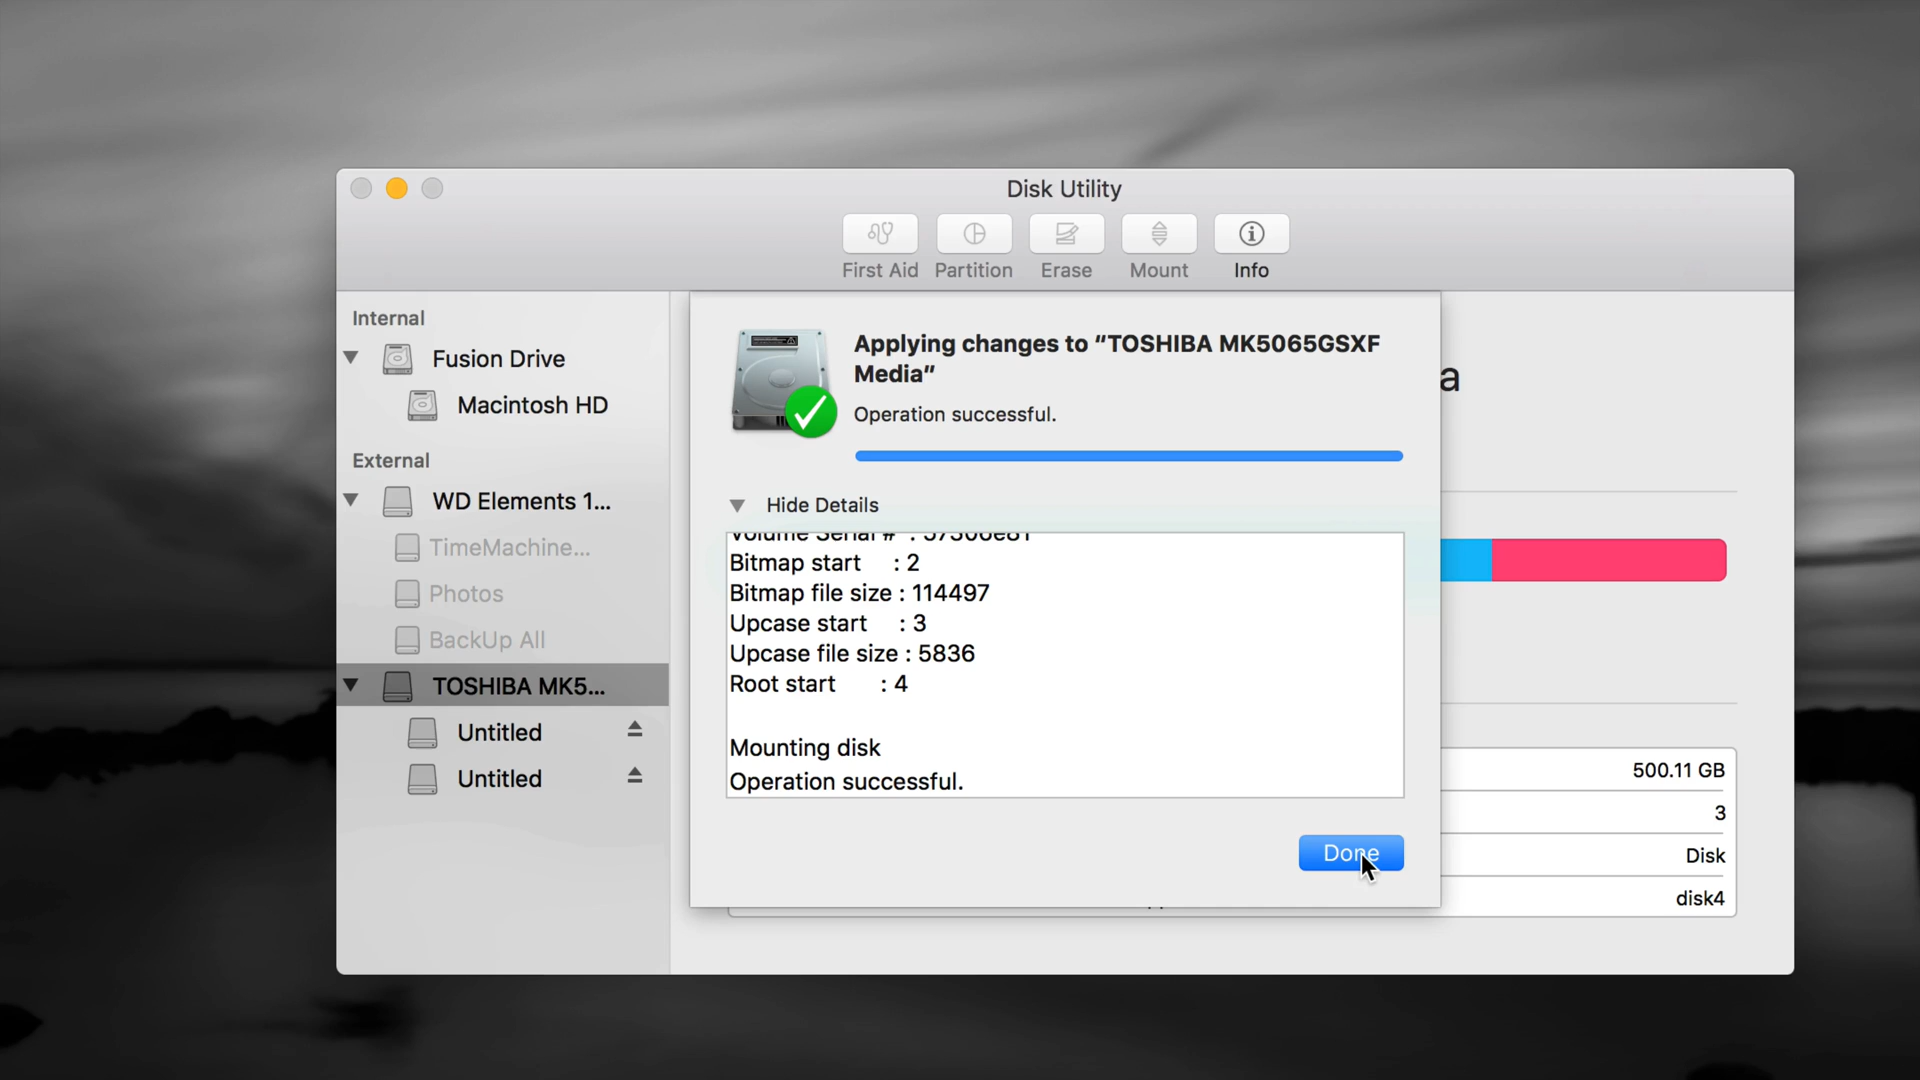 Disk Utility
First Aid
Partition
Erase
Mount
Info
Internal
Fusion Drive
Macintosh HD
External
WD Elements 1...
TimeMachine...
Photos
BackUp All
TOSHIBA MK5...
Untitled
Untitled
Applying changes to “TOSHIBA MK5065GSXF
Media”
Operation successful.
Hide Details
Bitmap start : 2
Bitmap file size : 114497
Upcase start : 3
Upcase file size : 5836
Root start : 4
Mounting disk
Operation successful.
Done
a
500.11 GB
3
Disk
disk4